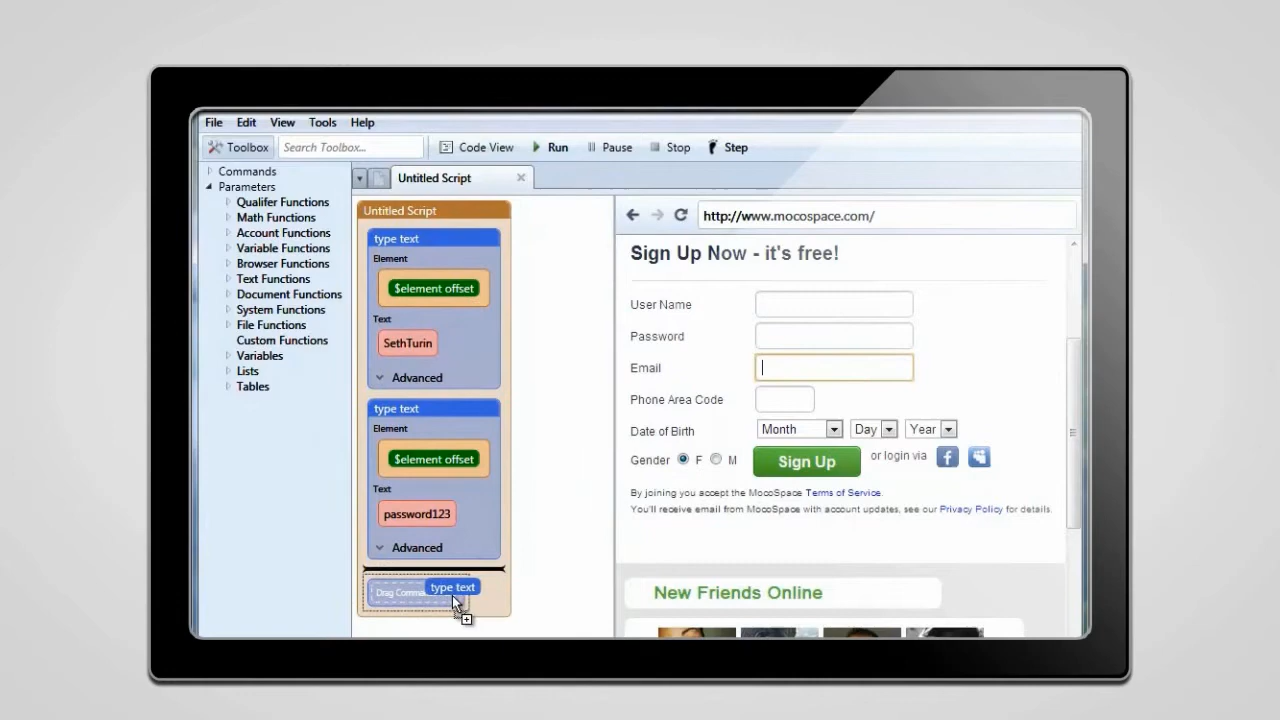 File Edit View Tools Help
Toolbox Search Toolbox... Code View Run Pause Stop Step
Commands
Parameters
Qualifer Functions
Math Functions
Account Functions
Variable Functions
Browser Functions
Text Functions
Document Functions
System Functions
File Functions
Custom Functions
Variables
Lists
Tables
Untitled Script
Untitled Script
type text
Element
$element offset
Text
SethTurin
Advanced
type text
Element
$element offset
Text
password123
Advanced
Drag
type text
http://www.mocospace.com/
Sign Up Now - it's free!
User Name
Password
Email
Phone Area Code
Date of Birth Month Day Year
Gender F M Sign Up or login via f
By joining you accept the MocoSpace Terms of Service.
You'll receive email from MocoSpace with account updates, see our Privacy Policy for details.
New Friends Online